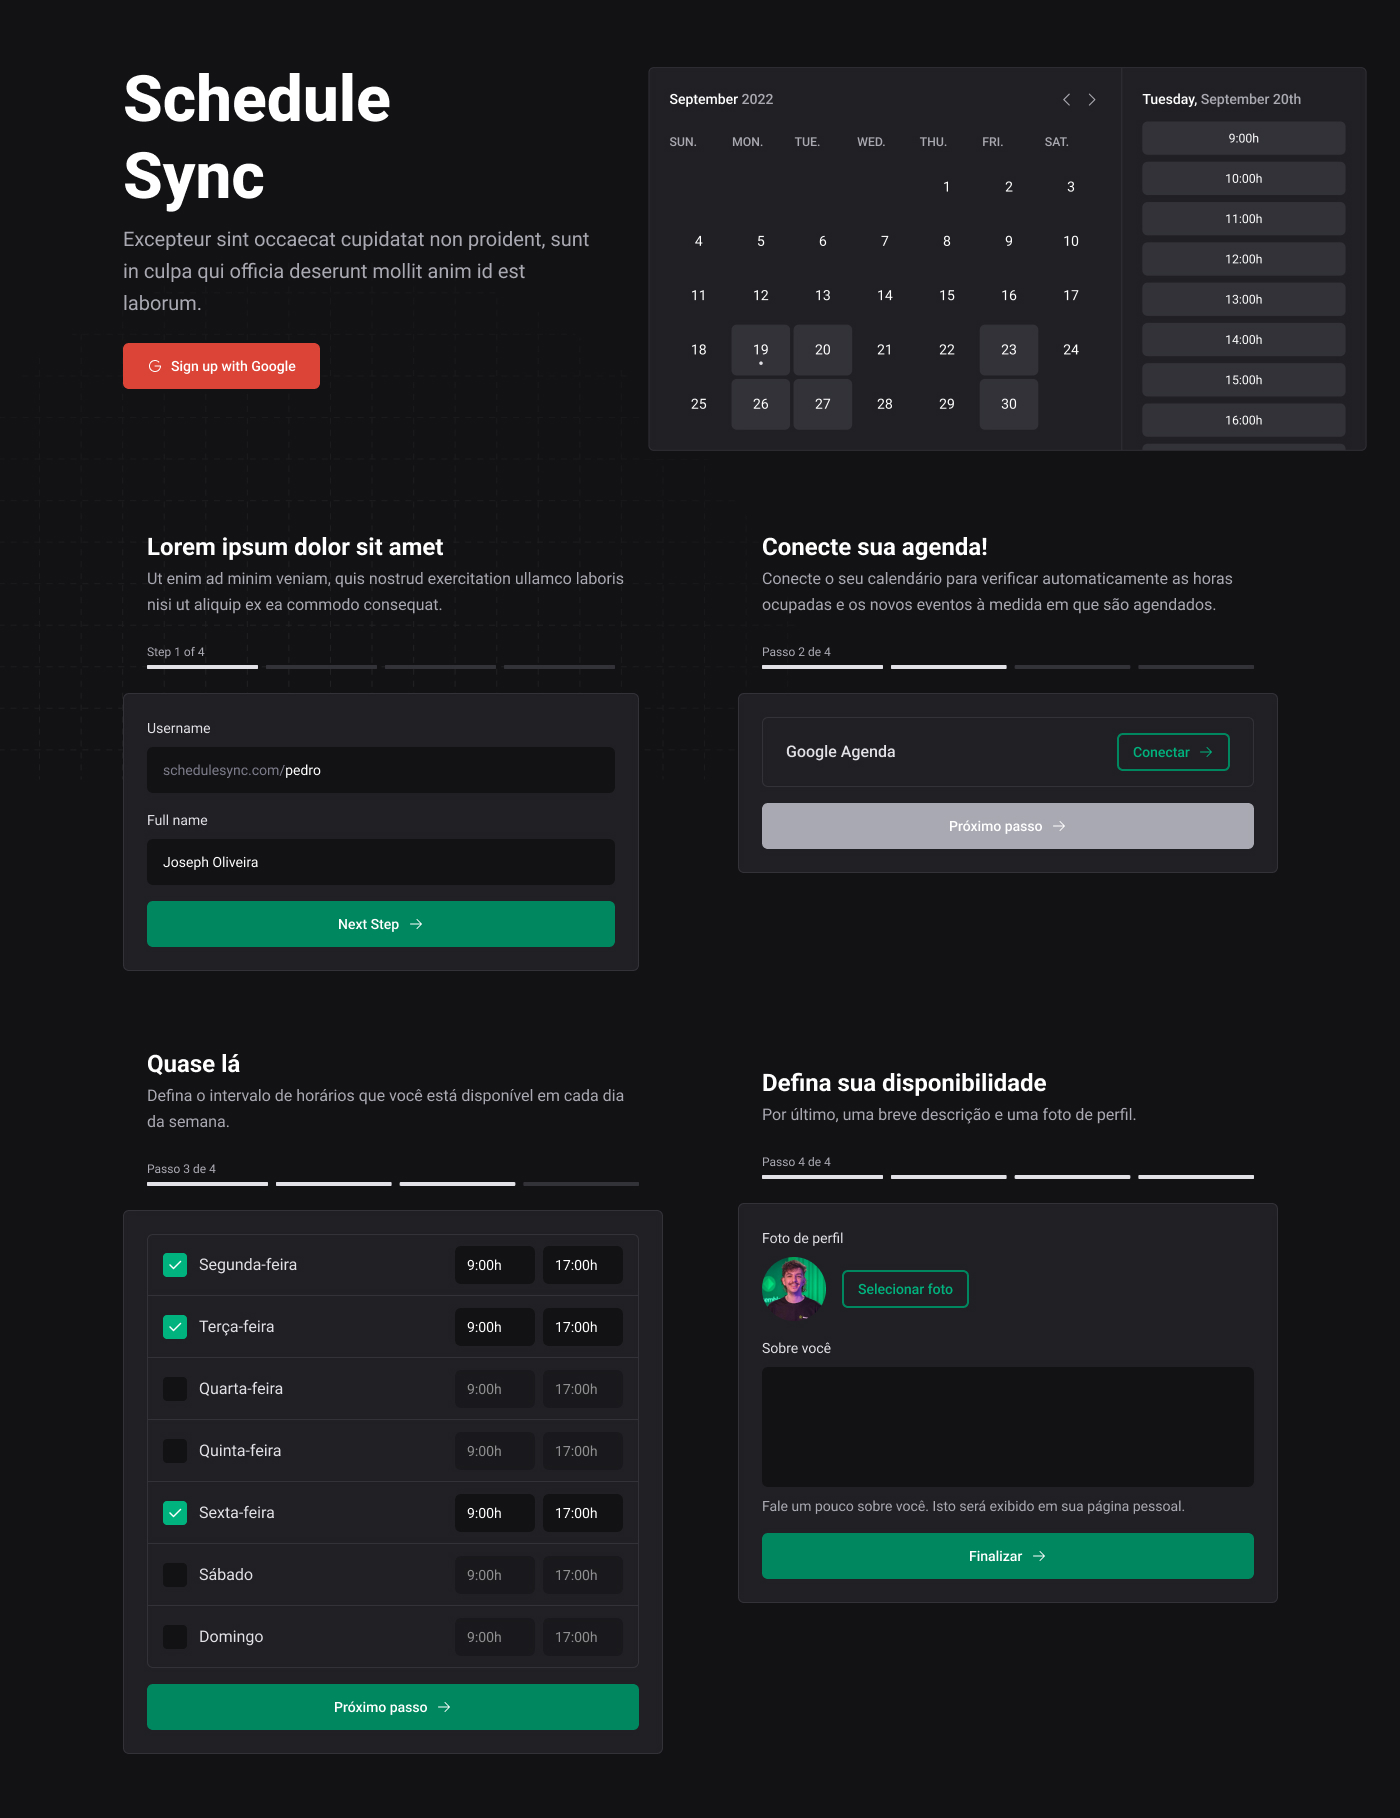 Schedule
Sync
Excepteur sint occaecat cupidatat non proident, sunt
in culpa qui officia deserunt mollit anim id est
laborum.
Sign up with Google
September 2022
SUN. MON. TUE. WED. THU. FRI. SAT.
1 2 3
4 5 6 7 8 9 10
11 12 13 14 15 16 17
18 19 20 21 22 23 24
25 26 27 28 29 30
Tuesday, September 20th
9:00h
10:00h
11:00h
12:00h
13:00h
14:00h
15:00h
16:00h
Lorem ipsum dolor sit amet
Ut enim ad minim veniam, quis nostrud exercitation ullamco laboris
nisi ut aliquip ex ea commodo consequat.
Step 1 of 4
Username
schedulesync.com/pedro
Full name
Joseph Oliveira
Next Step
Conecte sua agenda!
Conecte o seu calendário para verificar automaticamente as horas
ocupadas e os novos eventos à medida em que são agendados.
Passo 2 de 4
Google Agenda
Conectar
Próximo passo
Quase lá
Defina o intervalo de horários que você está disponível em cada dia
da semana.
Passo 3 de 4
Segunda-feira 9:00h 17:00h
Terça-feira 9:00h 17:00h
Quarta-feira 9:00h 17:00h
Quinta-feira 9:00h 17:00h
Sexta-feira 9:00h 17:00h
Sábado 9:00h 17:00h
Domingo 9:00h 17:00h
Próximo passo
Defina sua disponibilidade
Por último, uma breve descrição e uma foto de perfil.
Passo 4 de 4
Foto de perfil
Selecionar foto
Sobre você
Fale um pouco sobre você. Isto será exibido em sua página pessoal.
Finalizar